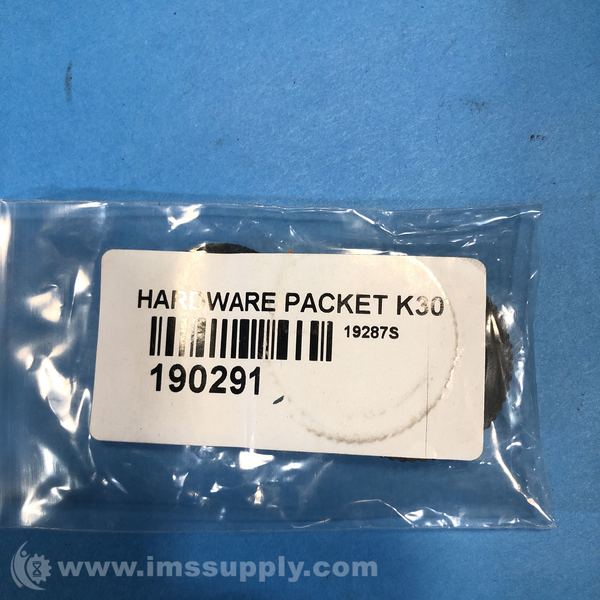 HARDWARE PACKET K30
19287S
190291
www.imssupply.com